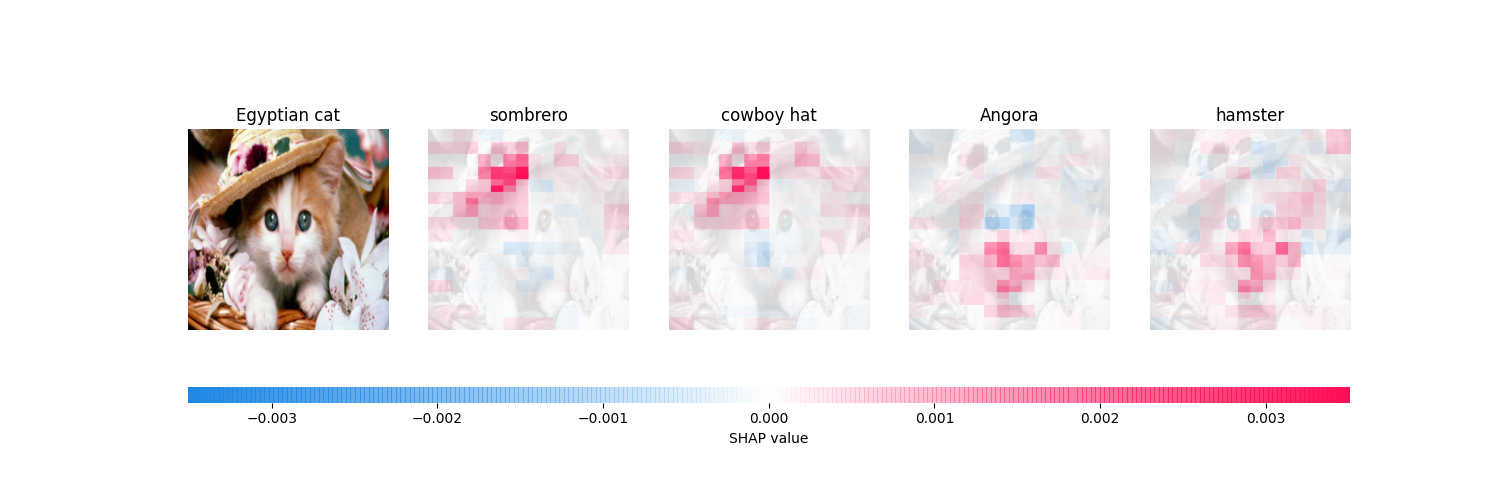 Egyptian cat
sombrero
cowboy hat
Angora
hamster
−0.003
−0.002
−0.001
0.000
0.001
0.002
0.003
SHAP value